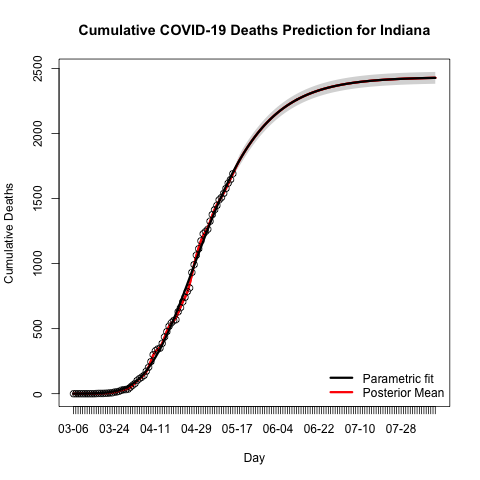 Cumulative COVID-19 Deaths Prediction for Indiana
Cumulative Deaths
2500
2000
1500
1000
500
0
Parametric fit
Posterior Mean
03-06 03-24 04-11 04-29 05-17 06-04 06-22 07-10 07-28
Day